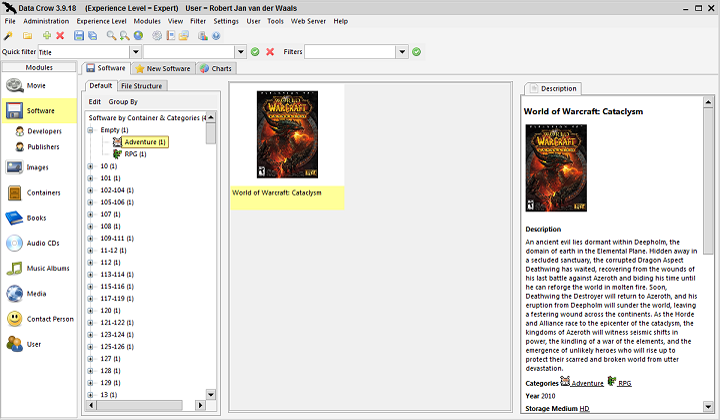 Data Crow 3.9.18 (Experience Level = Expert) User = Robert Jan van der Waals
File Administration Experience Level Modules View Filter Settings User Tools Web Server Help
Quick filter Title Filters
Modules
Movie
Software
Developers
Publishers
Images
Containers
Books
Audio CDs
Music Albums
Media
Contact Person
User
Software New Software Charts
Default File Structure
Edit Group By
Software by Container & Categories (4
Empty (1)
Adventure (1)
RPG (1)
10 (1)
101 (1)
102-104 (1)
105-106 (1)
107 (1)
108 (1)
109-111 (1)
11-12 (1)
112 (1)
113-114 (1)
115-116 (1)
117-119 (1)
120 (1)
121-122 (1)
123-124 (1)
125-126 (1)
127 (1)
128 (1)
129 (1)
13 (1)
WORLD
WARCRAFT
World of Warcraft: Cataclysm
Description
World of Warcraft: Cataclysm
WORLD
WARCRAFT
Description
An ancient evil lies dormant within Deepholm, the
domain of earth in the Elemental Plane. Hidden away in
a secluded sanctuary, the corrupted Dragon Aspect
Deathwing has waited, recovering from the wounds of
his last battle against Azeroth and biding his time until
he can reforge the world in molten fire. Soon,
Deathwing the Destroyer will return to Azeroth, and his
eruption from Deepholm will sunder the world, leaving
a festering wound across the continents. As the Horde
and Alliance race to the epicenter of the cataclysm, the
kingdoms of Azeroth will witness seismic shifts in
power, the kindling of a war of the elements, and the
emergence of unlikely heroes who will rise up to
protect their scarred and broken world from utter
devastation.
Categories Adventure RPG
Year 2010
Storage Medium HD